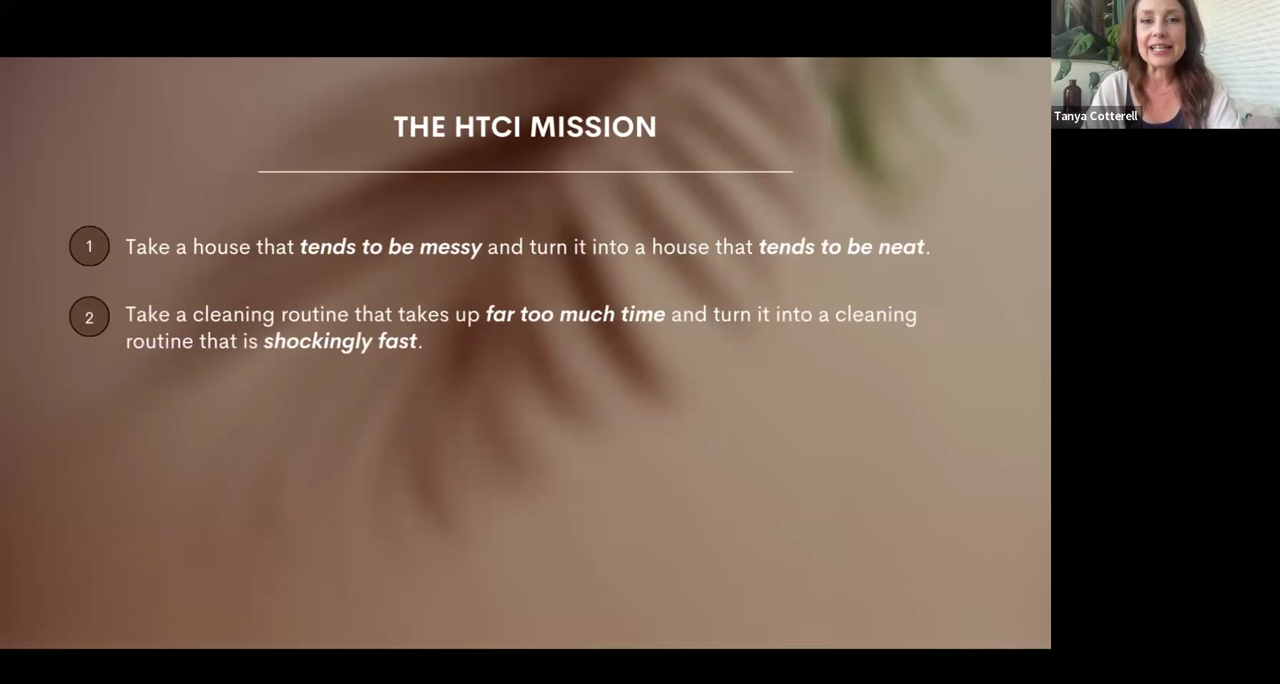 THE HTCI MISSION
1
Take a house that tends to be messy and turn it into a house that tends to be neat.
2
Take a cleaning routine that takes up far too much time and turn it into a cleaning
routine that is shockingly fast.
Tanya Cotterell